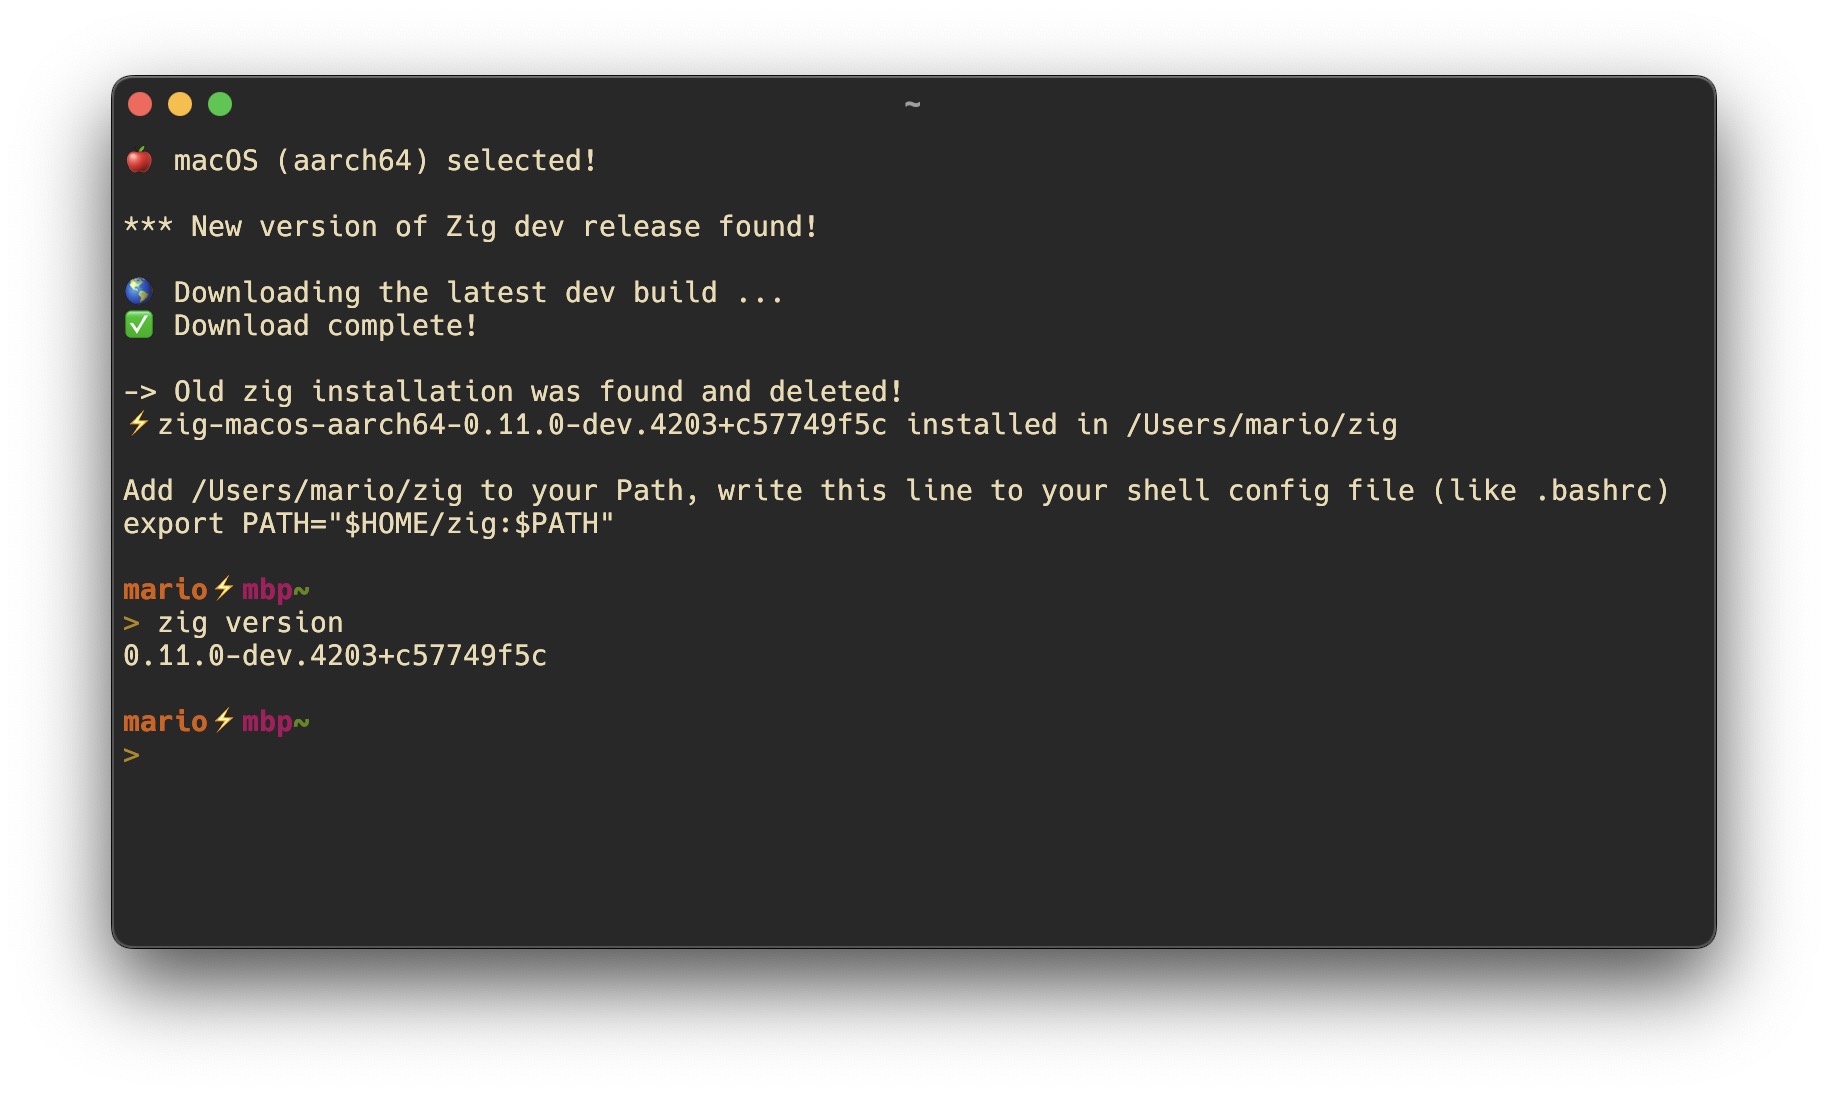 ~
🍎 macOS (aarch64) selected!
*** New version of Zig dev release found!
🌎 Downloading the latest dev build ...
✅ Download complete!
-> Old zig installation was found and deleted!
⚡zig-macos-aarch64-0.11.0-dev.4203+c57749f5c installed in /Users/mario/zig
Add /Users/mario/zig to your Path, write this line to your shell config file (like .bashrc)
export PATH="$HOME/zig:$PATH"
mario⚡mbp~
> zig version
0.11.0-dev.4203+c57749f5c
mario⚡mbp~
>